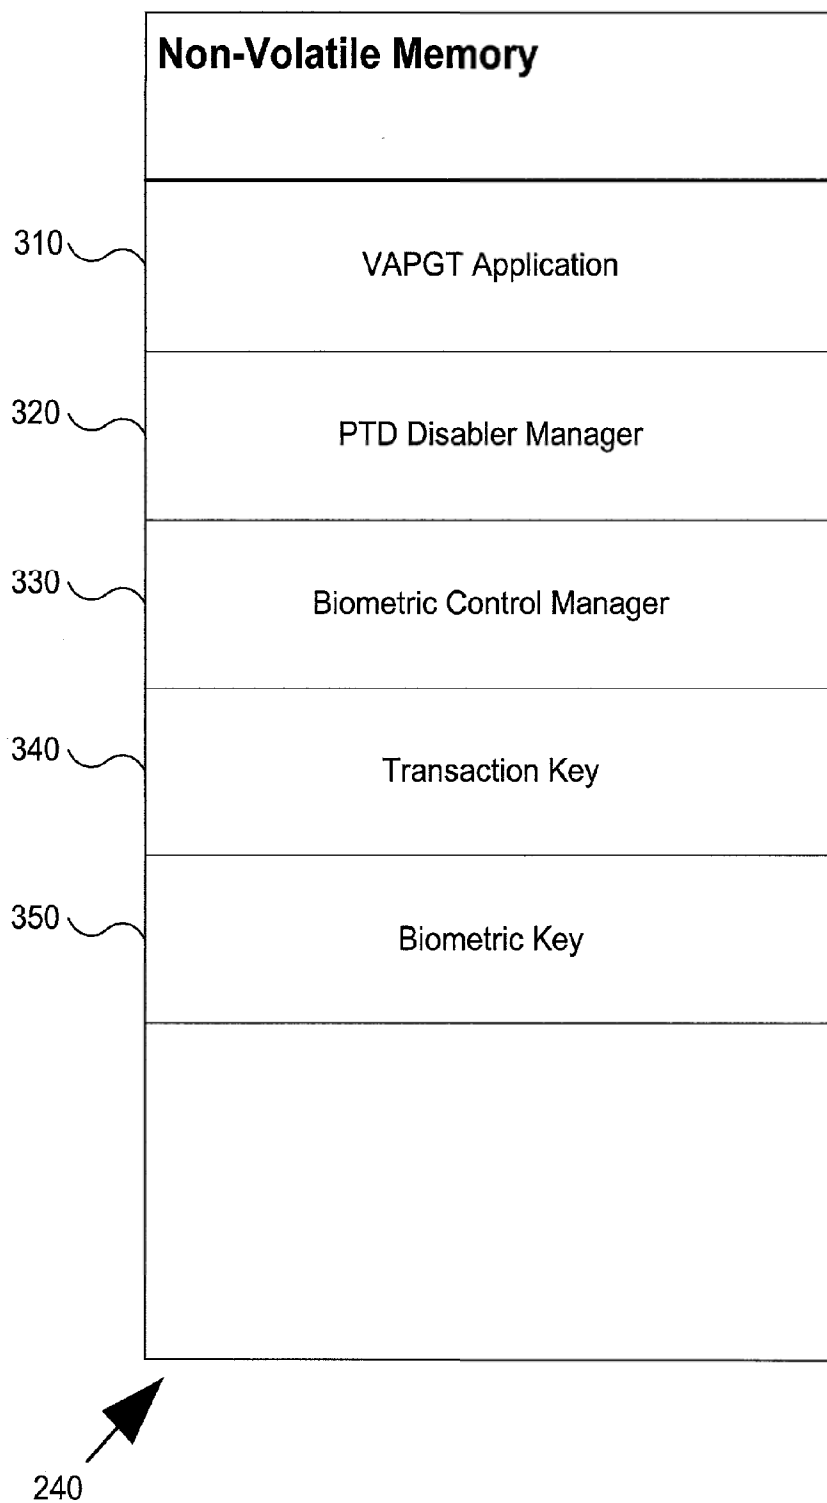 Non-Volatile Memory
310
VAPGT Application
320
PTD Disabler Manager
330
Biometric Control Manager
340
Transaction Key
350
Biometric Key
240